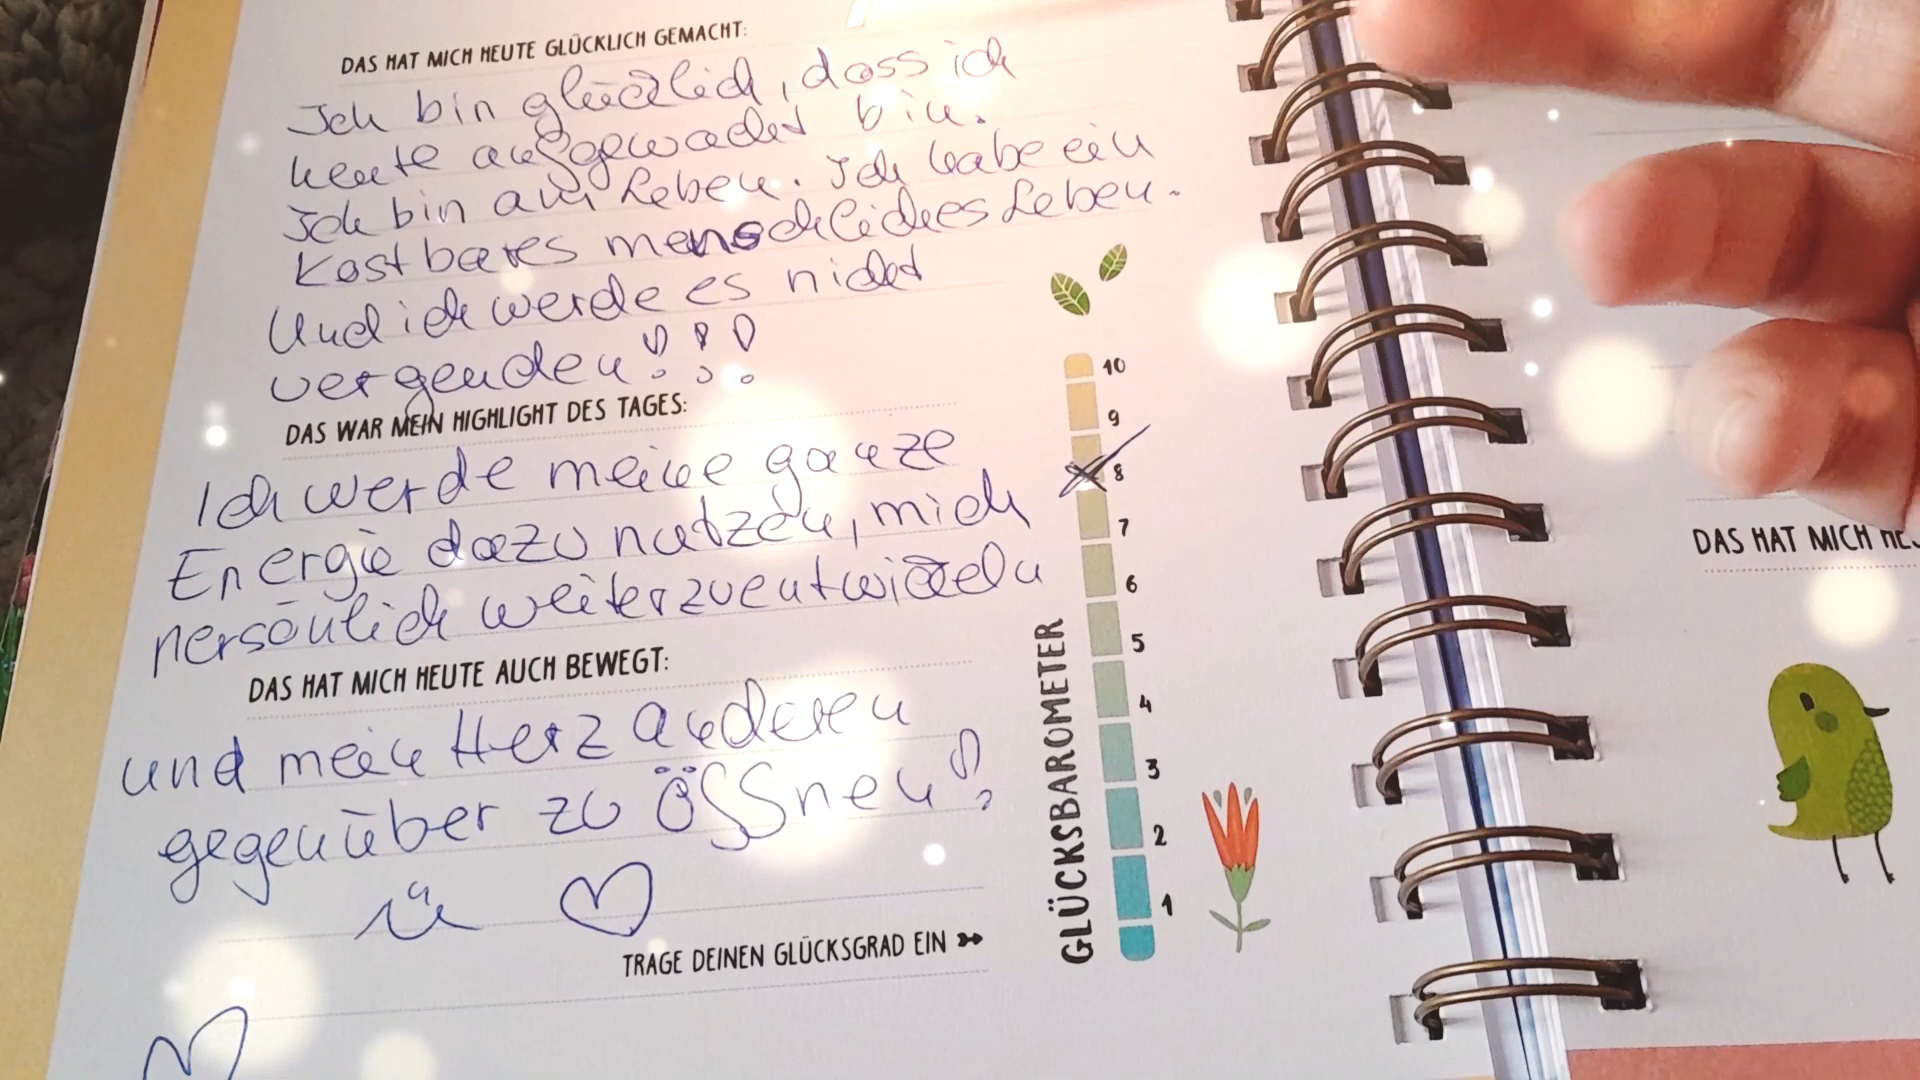 DAS HAT MICH HEUTE GLÜCKLICH GEMACHT:
Ich bin glücklich, dass ich
heute aufgewacht bin.
Ich bin am Leben. Ich habe ein
kostbares menschliches Leben.
Und ich werde es nicht
vergeuden!!!
DAS WAR MEIN HIGHLIGHT DES TAGES:
Ich werde meine ganze
Energie dazu nutzen, mich
persönlich weiterzuentwickeln
DAS HAT MICH HEUTE AUCH BEWEGT:
und mein Herz anderen
gegenüber zu öffnen!
TRAGE DEINEN GLÜCKSGRAD EIN
GLÜCKSBAROMETER
10
9
8
7
6
5
4
3
2
1
DAS HAT MICH